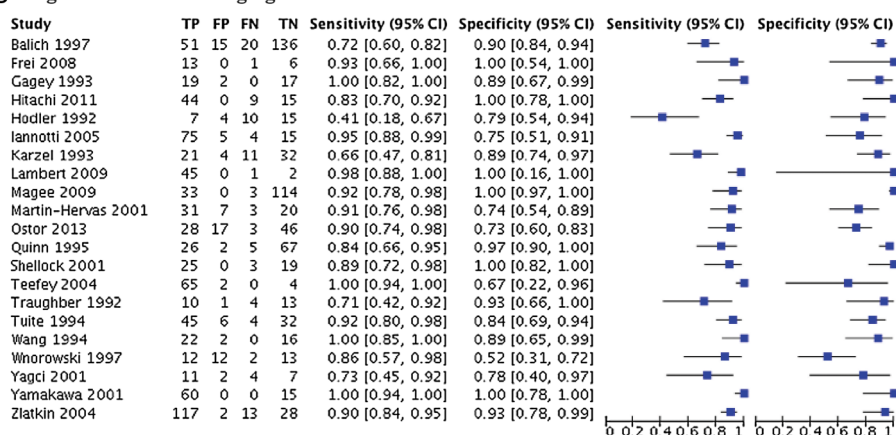 Study TP FP FN TN Sensitivity (95% CI) Specificity (95% CI) Sensitivity (95% CI) Specificity (95% CI)
Balich 1997 51 15 20 136 0.72 [0.60, 0.82] 0.90 [0.84, 0.94]
Frei 2008 13 0 1 6 0.93 [0.66, 1.00] 1.00 [0.54, 1.00]
Gagey 1993 19 2 0 17 1.00 [0.82, 1.00] 0.89 [0.67, 0.99]
Hitachi 2011 44 0 9 15 0.83 [0.70, 0.92] 1.00 [0.78, 1.00]
Hodler 1992 7 4 10 15 0.41 [0.18, 0.67] 0.79 [0.54, 0.94]
Iannotti 2005 75 5 4 15 0.95 [0.88, 0.99] 0.75 [0.51, 0.91]
Karzel 1993 21 4 11 32 0.66 [0.47, 0.81] 0.89 [0.74, 0.97]
Lambert 2009 45 0 1 2 0.98 [0.88, 1.00] 1.00 [0.16, 1.00]
Magee 2009 33 0 3 114 0.92 [0.78, 0.98] 1.00 [0.97, 1.00]
Martin-Hervas 2001 31 7 3 20 0.91 [0.76, 0.98] 0.74 [0.54, 0.89]
Ostor 2013 28 17 3 46 0.90 [0.74, 0.98] 0.73 [0.60, 0.83]
Quinn 1995 26 2 5 67 0.84 [0.66, 0.95] 0.97 [0.90, 1.00]
Shellock 2001 25 0 3 19 0.89 [0.72, 0.98] 1.00 [0.82, 1.00]
Teefey 2004 65 2 0 4 1.00 [0.94, 1.00] 0.67 [0.22, 0.96]
Traughber 1992 10 1 4 13 0.71 [0.42, 0.92] 0.93 [0.66, 1.00]
Tuite 1994 45 6 4 32 0.92 [0.80, 0.98] 0.84 [0.69, 0.94]
Wang 1994 22 2 0 16 1.00 [0.85, 1.00] 0.89 [0.65, 0.99]
Wnorowski 1997 12 12 2 13 0.86 [0.57, 0.98] 0.52 [0.31, 0.72]
Yagci 2001 11 2 4 7 0.73 [0.45, 0.92] 0.78 [0.40, 0.97]
Yamakawa 2001 60 0 0 15 1.00 [0.94, 1.00] 1.00 [0.78, 1.00]
Zlatkin 2004 117 2 13 28 0.90 [0.84, 0.95] 0.93 [0.78, 0.99]
0 0.2 0.4 0.6 0.8 1 0 0.2 0.4 0.6 0.8 1